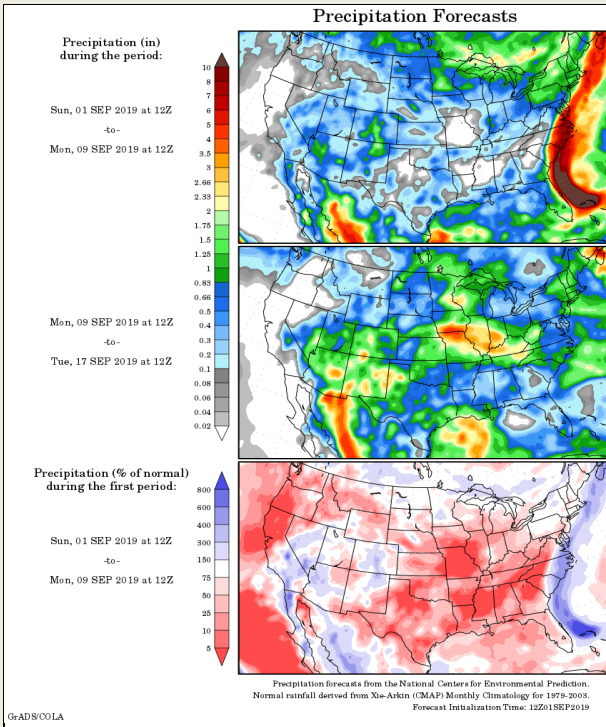 Precipitation Forecasts
Precipitation (in)
during the period:
Sun, 01 SEP 2019 at 12Z
-to-
Mon, 09 SEP 2019 at 12Z
10
8
7
6
5
4
3.5
3
2.66
2.33
2
1.75
1.5
1.25
1
0.83
0.66
0.5
0.4
0.3
0.2
0.1
0.08
0.06
0.04
0.02
Mon, 09 SEP 2019 at 12Z
-to-
Tue, 17 SEP 2019 at 12Z
Precipitation (% of normal)
during the first period:
Sun, 01 SEP 2019 at 12Z
-to-
Mon, 09 SEP 2019 at 12Z
800
600
400
300
150
75
50
25
10
5
Precipitation forecasts from the National Centers for Environmental Prediction.
Normal rainfall derived from Xie-Arkin (CMAP) Monthly Climatology for 1979-2003.
Forecast Initialization Time: 12Z01SEP2019
GrADS/COLA